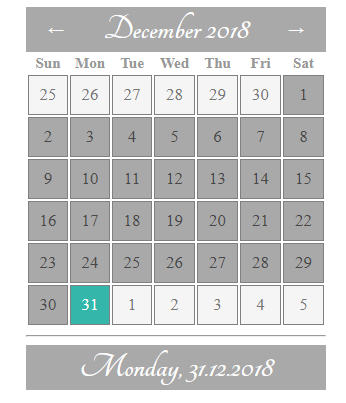 ← December 2018 →
Sun Mon Tue Wed Thu Fri Sat
25 26 27 28 29 30 1
2 3 4 5 6 7 8
9 10 11 12 13 14 15
16 17 18 19 20 21 22
23 24 25 26 27 28 29
30 31 1 2 3 4 5
Monday, 31.12.2018